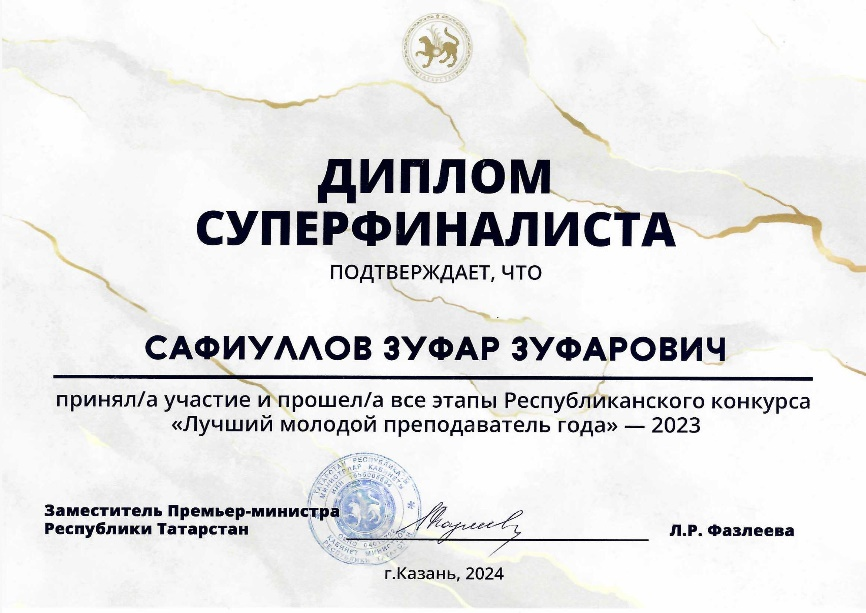 ТАТАРСТАН
ДИПЛОМ
СУПЕРФИНАЛИСТА
ПОДТВЕРЖДАЕТ, ЧТО
САФИУЛЛОВ ЗУФАР ЗУФАРОВИЧ
принял/а участие и прошел/а все этапы Республиканского конкурса
«Лучший молодой преподаватель года» — 2023
Заместитель Премьер-министра
Республики Татарстан
Л.Р. Фазлеева
г.Казань, 2024